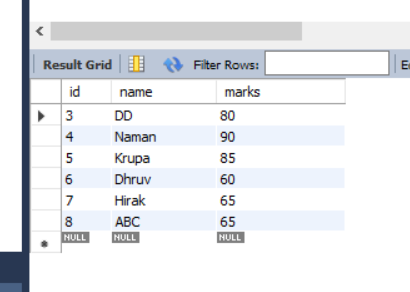 Result Grid Filter Rows: E
id name marks
3 DD 80
4 Naman 90
5 Krupa 85
6 Dhruv 60
7 Hirak 65
8 ABC 65
NULL NULL NULL